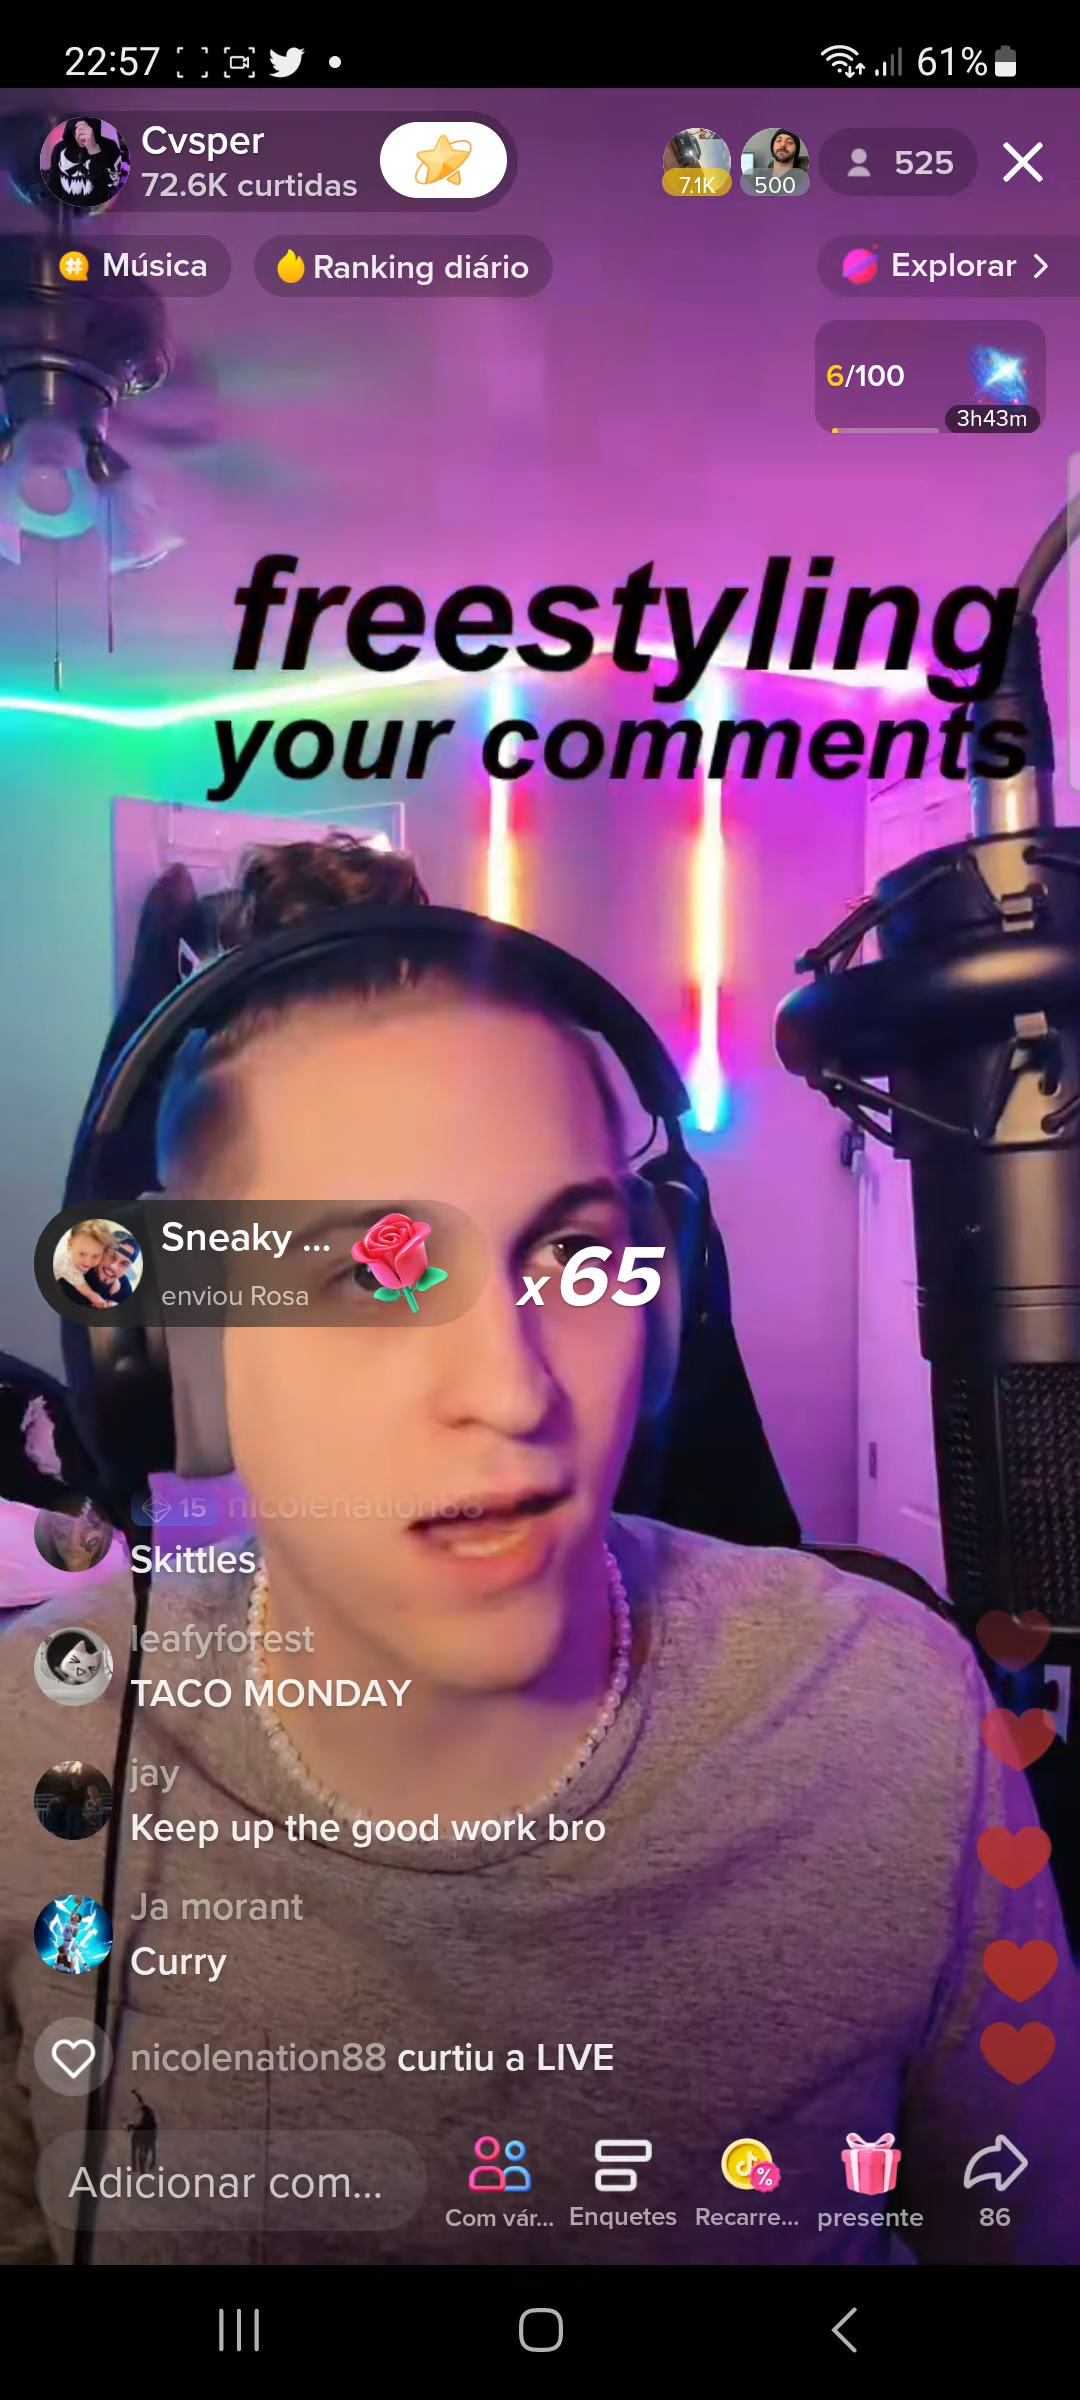 22:57
61%
Cvsper
72.6K curtidas
7.1K
500
525
Música
Ranking diário
Explorar
6/100
3h43m
freestyling
your comments
Sneaky ...
enviou Rosa
x65
15 nicolenation88
Skittles
leafyforest
TACO MONDAY
jay
Keep up the good work bro
Ja morant
Curry
nicolenation88 curtiu a LIVE
Adicionar com...
Com vár...
Enquetes
Recarre...
presente
86